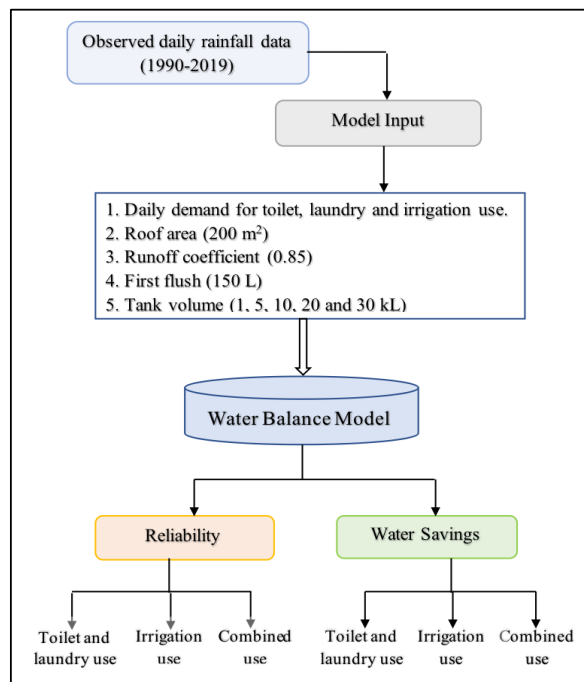 Observed daily rainfall data
(1990-2019)
Model Input
1. Daily demand for toilet, laundry and irrigation use.
2. Roof area (200 m²)
3. Runoff coefficient (0.85)
4. First flush (150 L)
5. Tank volume (1, 5, 10, 20 and 30 kL)
Water Balance Model
Reliability
Water Savings
Toilet and
laundry use
Irrigation
use
Combined
use
Toilet and
laundry use
Irrigation
use
Combined
use